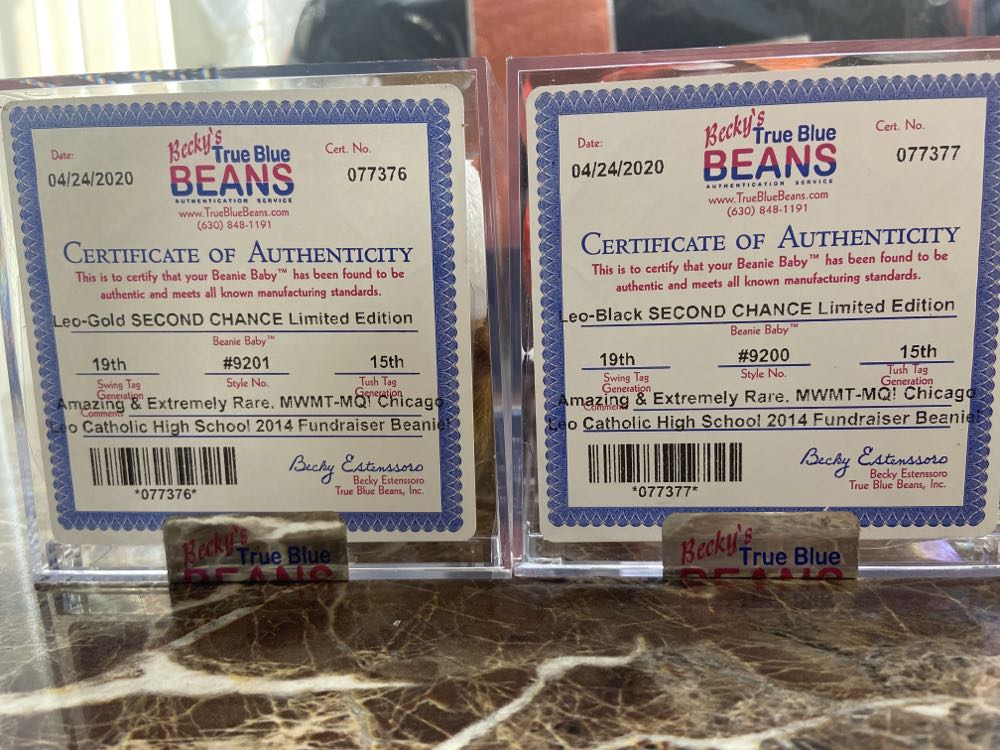 Date:
04/24/2020
Becky's
True Blue
BEANS
AUTHENTICATION SERVICE
www.TrueBlueBeans.com
(630) 848-1191
Cert. No.
077376
CERTIFICATE OF AUTHENTICITY
This is to certify that your Beanie Baby™ has been found to be
authentic and meets all known manufacturing standards.
Leo-Gold SECOND CHANCE Limited Edition
Beanie Baby™
19th #9201 15th
Swing Tag Generation
Style No.
Tush Tag Generation
Comments
Amazing & Extremely Rare. MWMT-MQ! Chicago
Leo Catholic High School 2014 Fundraiser Beanie!
*077376*
Becky Estenssoro
Becky Estenssoro
True Blue Beans, Inc.
Becky's
True Blue
BEANS
Date:
04/24/2020
Becky's
True Blue
BEANS
AUTHENTICATION SERVICE
www.TrueBlueBeans.com
(630) 848-1191
Cert. No.
077377
CERTIFICATE OF AUTHENTICITY
This is to certify that your Beanie Baby™ has been found to be
authentic and meets all known manufacturing standards.
Leo-Black SECOND CHANCE Limited Edition
Beanie Baby™
19th #9200 15th
Swing Tag Generation
Style No.
Tush Tag Generation
Comments
Amazing & Extremely Rare. MWMT-MQ! Chicago
Leo Catholic High School 2014 Fundraiser Beanie!
*077377*
Becky Estenssoro
Becky Estenssoro
True Blue Beans, Inc.
Becky's
True Blue
BEANS